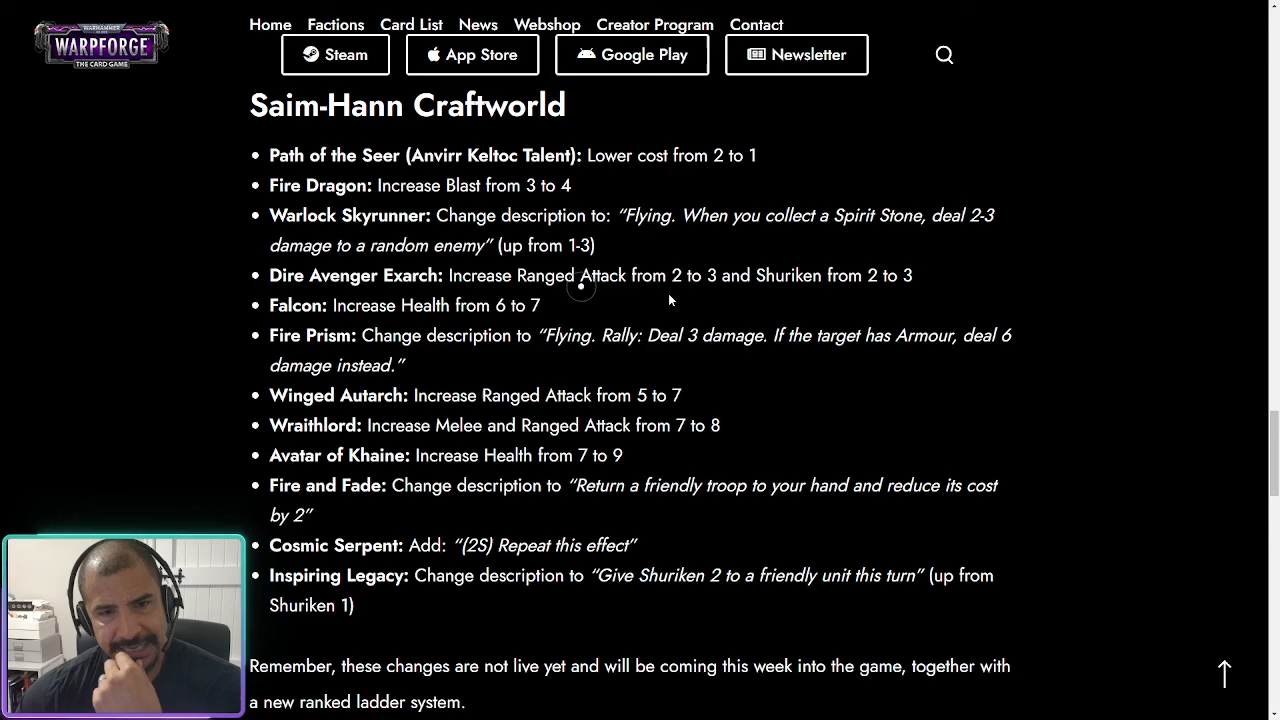 WARHAMMER
WARPFORGE
THE CARD GAME
Home Factions Card List News Webshop Creator Program Contact
Steam App Store Google Play Newsletter
Saim-Hann Craftworld
• Path of the Seer (Anvirr Keltoc Talent): Lower cost from 2 to 1
• Fire Dragon: Increase Blast from 3 to 4
• Warlock Skyrunner: Change description to: “Flying. When you collect a Spirit Stone, deal 2-3
damage to a random enemy” (up from 1-3)
• Dire Avenger Exarch: Increase Ranged Attack from 2 to 3 and Shuriken from 2 to 3
• Falcon: Increase Health from 6 to 7
• Fire Prism: Change description to “Flying. Rally: Deal 3 damage. If the target has Armour, deal 6
damage instead.”
• Winged Autarch: Increase Ranged Attack from 5 to 7
• Wraithlord: Increase Melee and Ranged Attack from 7 to 8
• Avatar of Khaine: Increase Health from 7 to 9
• Fire and Fade: Change description to “Return a friendly troop to your hand and reduce its cost
by 2”
• Cosmic Serpent: Add: “(2S) Repeat this effect”
• Inspiring Legacy: Change description to “Give Shuriken 2 to a friendly unit this turn” (up from
Shuriken 1)
Remember, these changes are not live yet and will be coming this week into the game, together with
a new ranked ladder system.